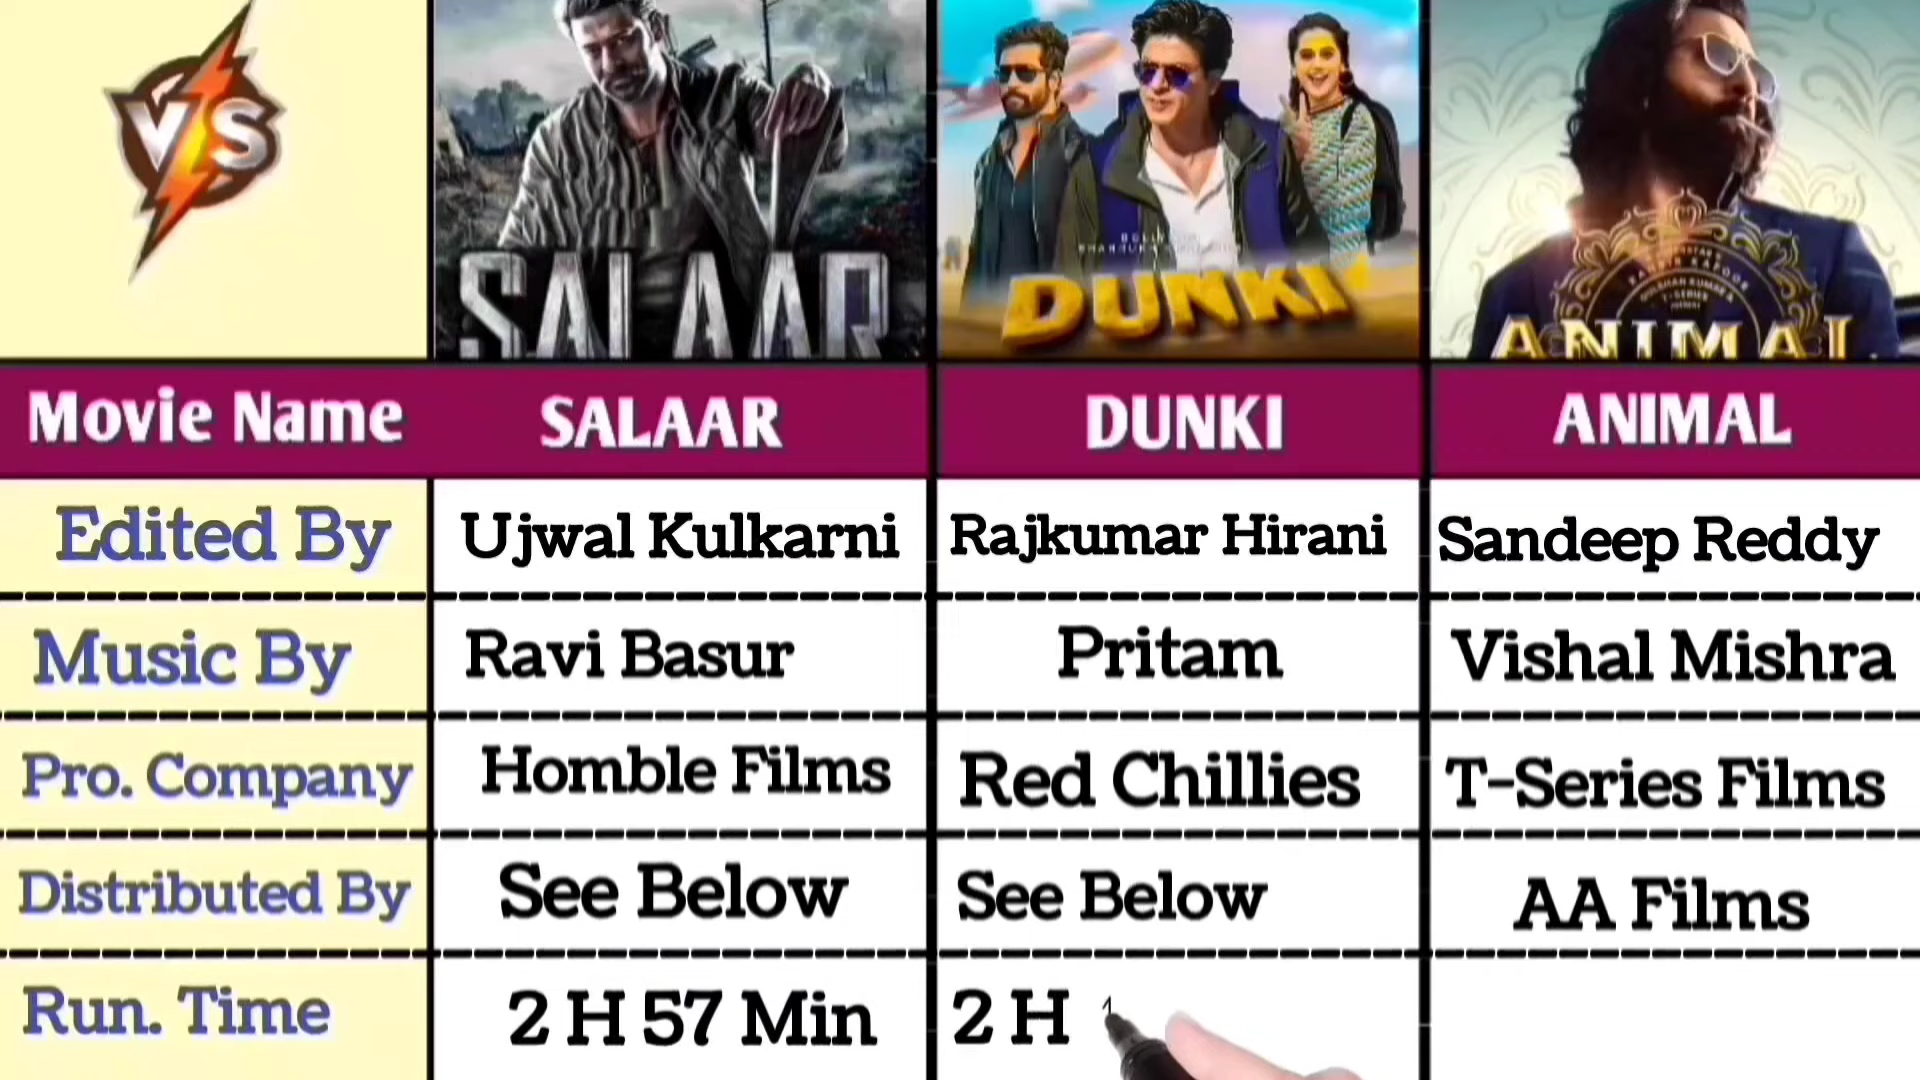 VS
SALAAR
DUNKI
ANIMAL
Movie Name SALAAR DUNKI ANIMAL
Edited By Ujwal Kulkarni Rajkumar Hirani Sandeep Reddy
Music By Ravi Basur Pritam Vishal Mishra
Pro. Company Homble Films Red Chillies T-Series Films
Distributed By See Below See Below AA Films
Run. Time 2 H 57 Min 2 H